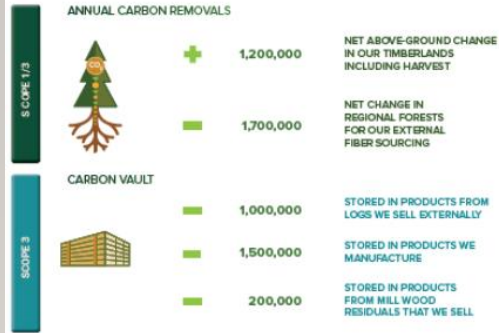 ANNUAL CARBON REMOVALS
SCOPE 1/3
CO2
+ 1,200,000
NET ABOVE-GROUND CHANGE
IN OUR TIMBERLANDS
INCLUDING HARVEST
- 1,700,000
NET CHANGE IN
REGIONAL FORESTS
FOR OUR EXTERNAL
FIBER SOURCING
CARBON VAULT
SCOPE 3
- 1,000,000
STORED IN PRODUCTS FROM
LOGS WE SELL EXTERNALLY
- 1,500,000
STORED IN PRODUCTS WE
MANUFACTURE
- 200,000
STORED IN PRODUCTS
FROM MILL WOOD
RESIDUALS THAT WE SELL